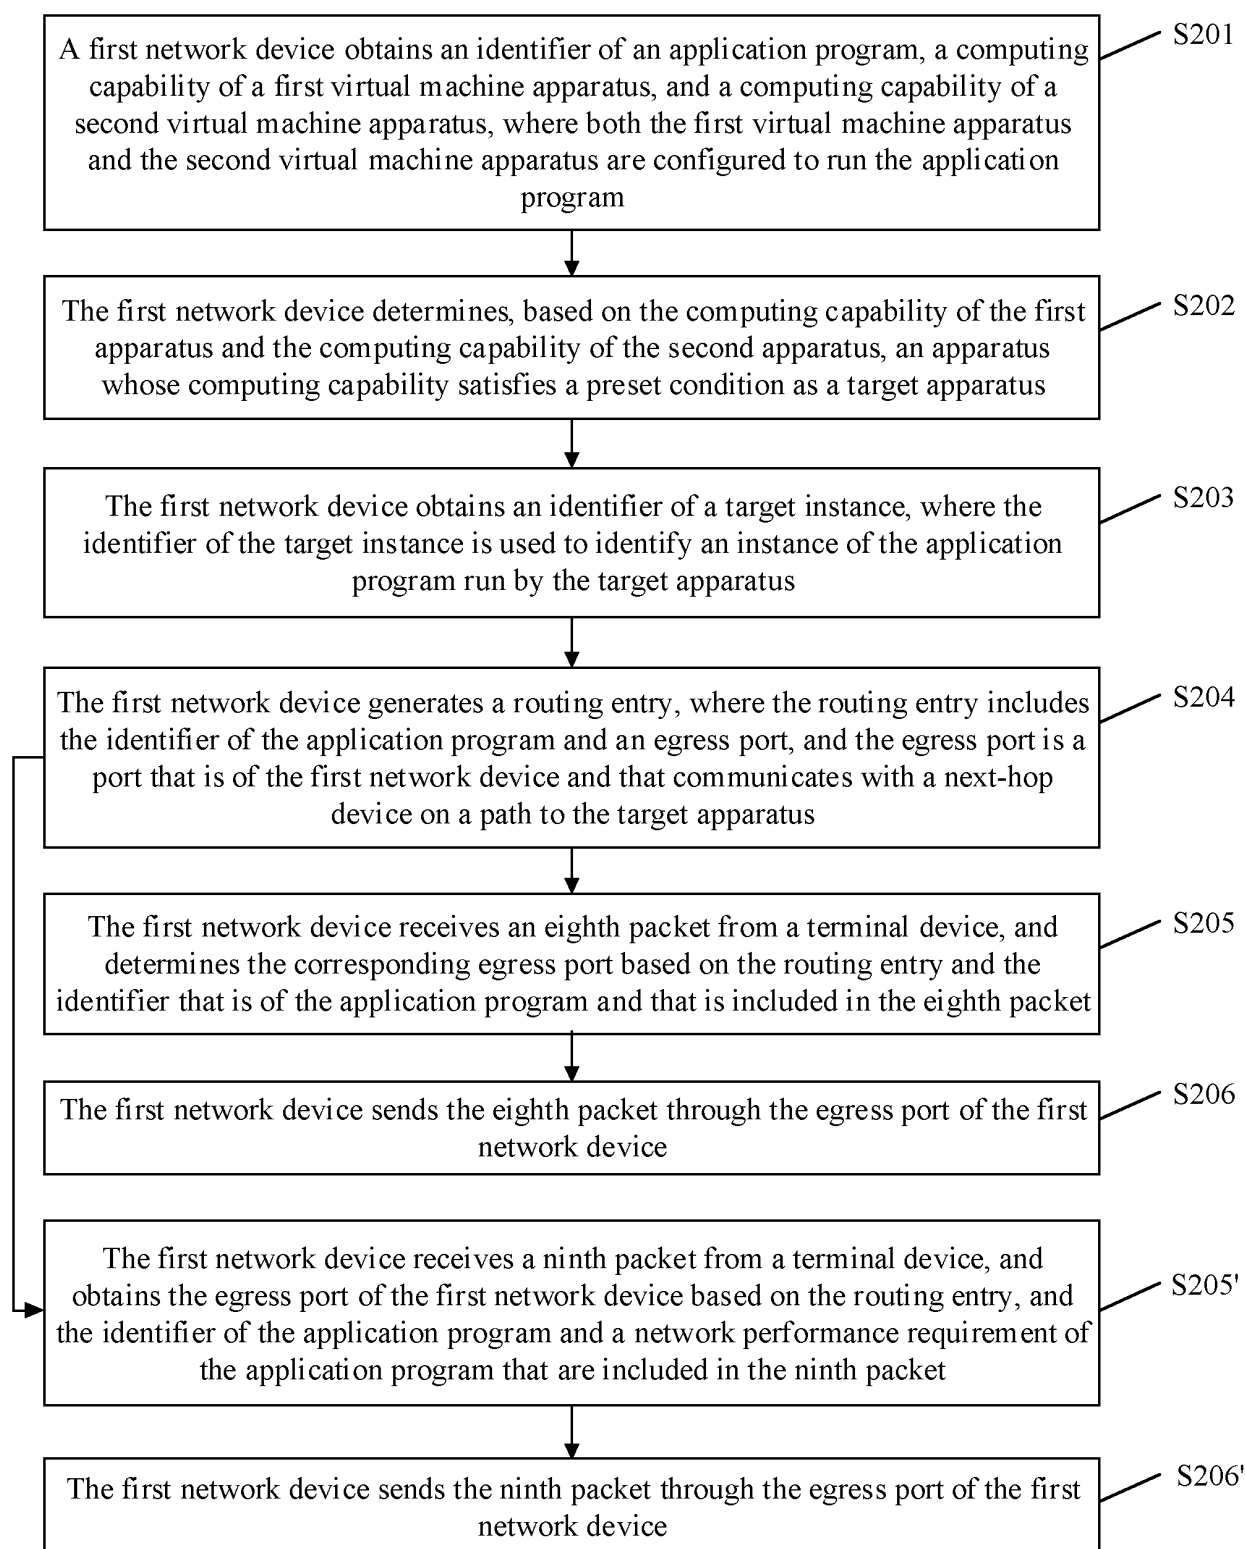 A first network device obtains an identifier of an application program, a computing
capability of a first virtual machine apparatus, and a computing capability of a
second virtual machine apparatus, where both the first virtual machine apparatus
and the second virtual machine apparatus are configured to run the application
program
S201
The first network device determines, based on the computing capability of the first
apparatus and the computing capability of the second apparatus, an apparatus
whose computing capability satisfies a preset condition as a target apparatus
S202
The first network device obtains an identifier of a target instance, where the
identifier of the target instance is used to identify an instance of the application
program run by the target apparatus
S203
The first network device generates a routing entry, where the routing entry includes
the identifier of the application program and an egress port, and the egress port is a
port that is of the first network device and that communicates with a next-hop
device on a path to the target apparatus
S204
The first network device receives an eighth packet from a terminal device, and
determines the corresponding egress port based on the routing entry and the
identifier that is of the application program and that is included in the eighth packet
S205
The first network device sends the eighth packet through the egress port of the first
network device
S206
The first network device receives a ninth packet from a terminal device, and
obtains the egress port of the first network device based on the routing entry, and
the identifier of the application program and a network performance requirement of
the application program that are included in the ninth packet
S205'
The first network device sends the ninth packet through the egress port of the first
network device
S206'